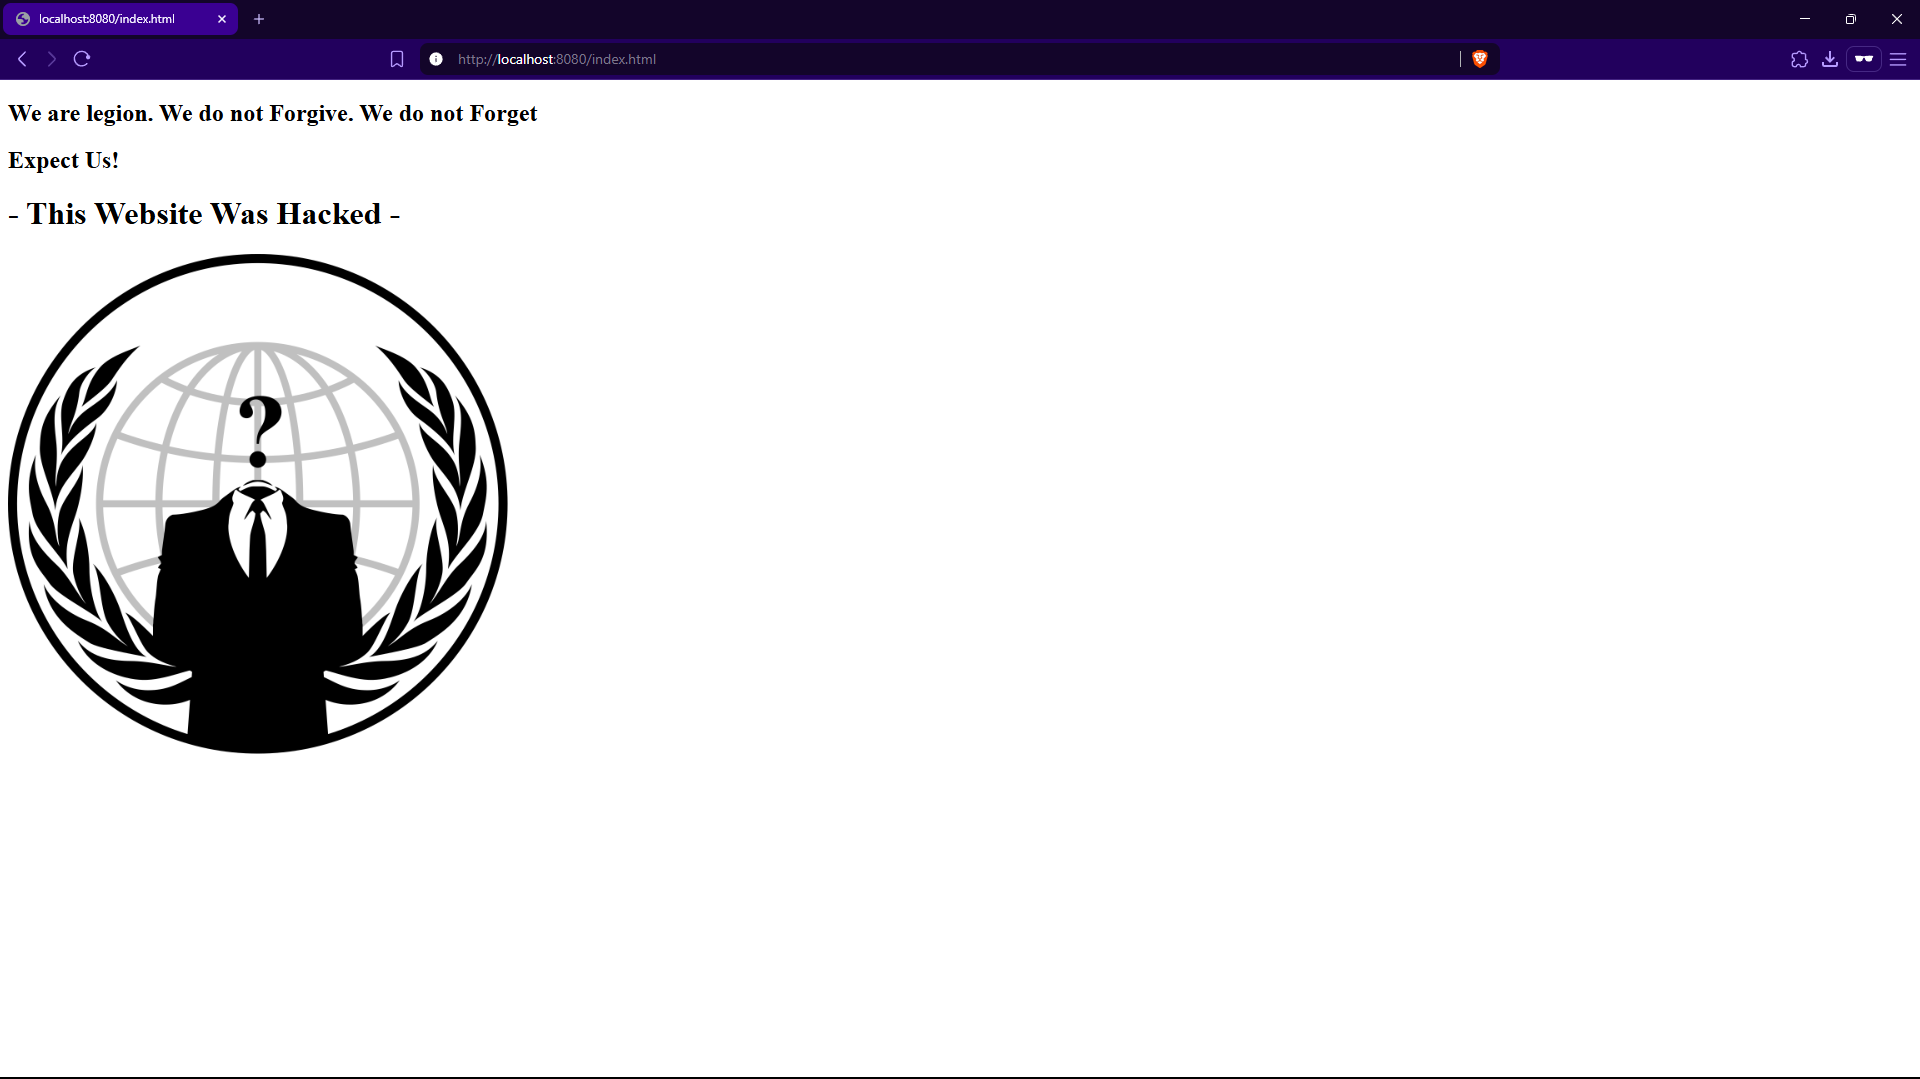 localhost:8080/index.html
http://localhost:8080/index.html
We are legion. We do not Forgive. We do not Forget
Expect Us!
- This Website Was Hacked -
?